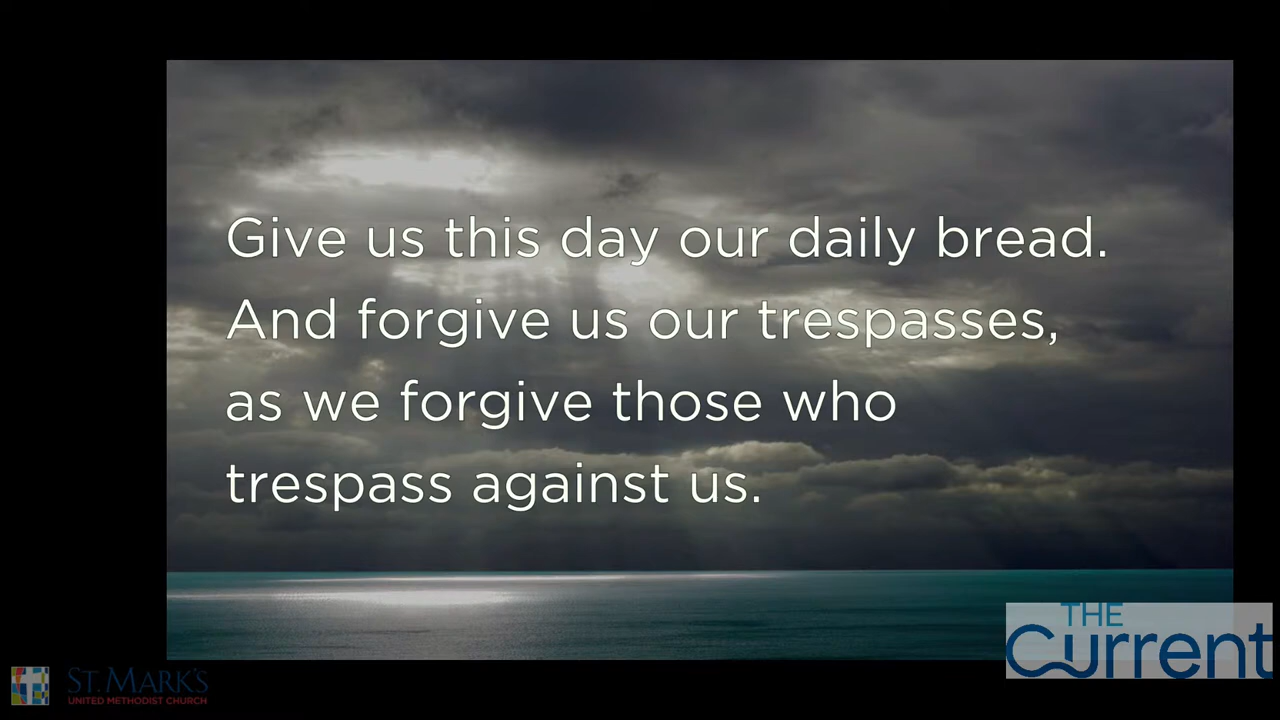 Give us this day our daily bread.
And forgive us our trespasses,
as we forgive those who
trespass against us.
THE
Current
ST. MARK'S
UNITED METHODIST CHURCH